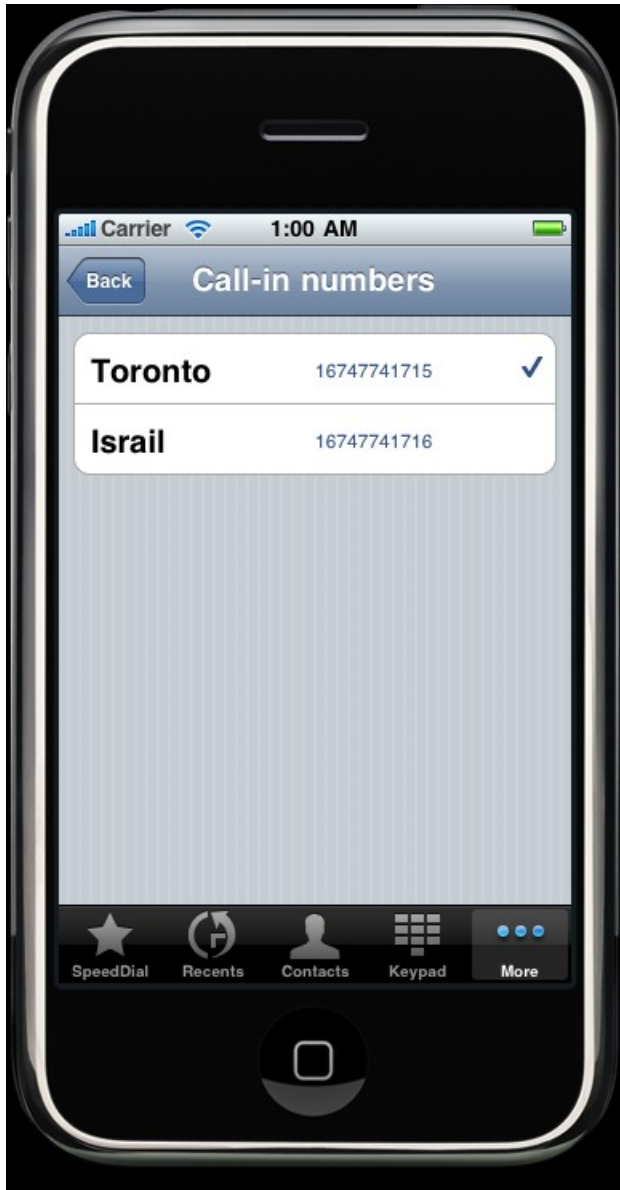 Carrier 1:00 AM
Back Call-in numbers
Toronto 16747741715
Israil 16747741716
SpeedDial Recents Contacts Keypad More